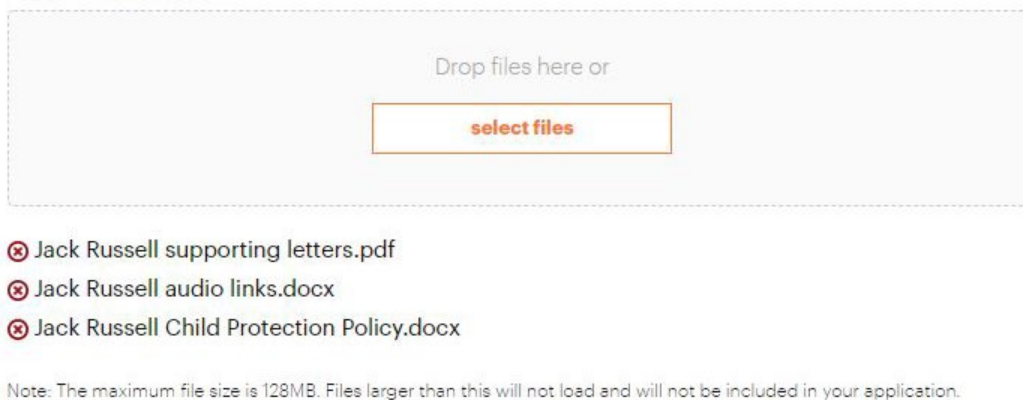 Drop files here or
select files
Jack Russell supporting letters.pdf
Jack Russell audio links.docx
Jack Russell Child Protection Policy.docx
Note: The maximum file size is 128MB. Files larger than this will not load and will not be included in your application.